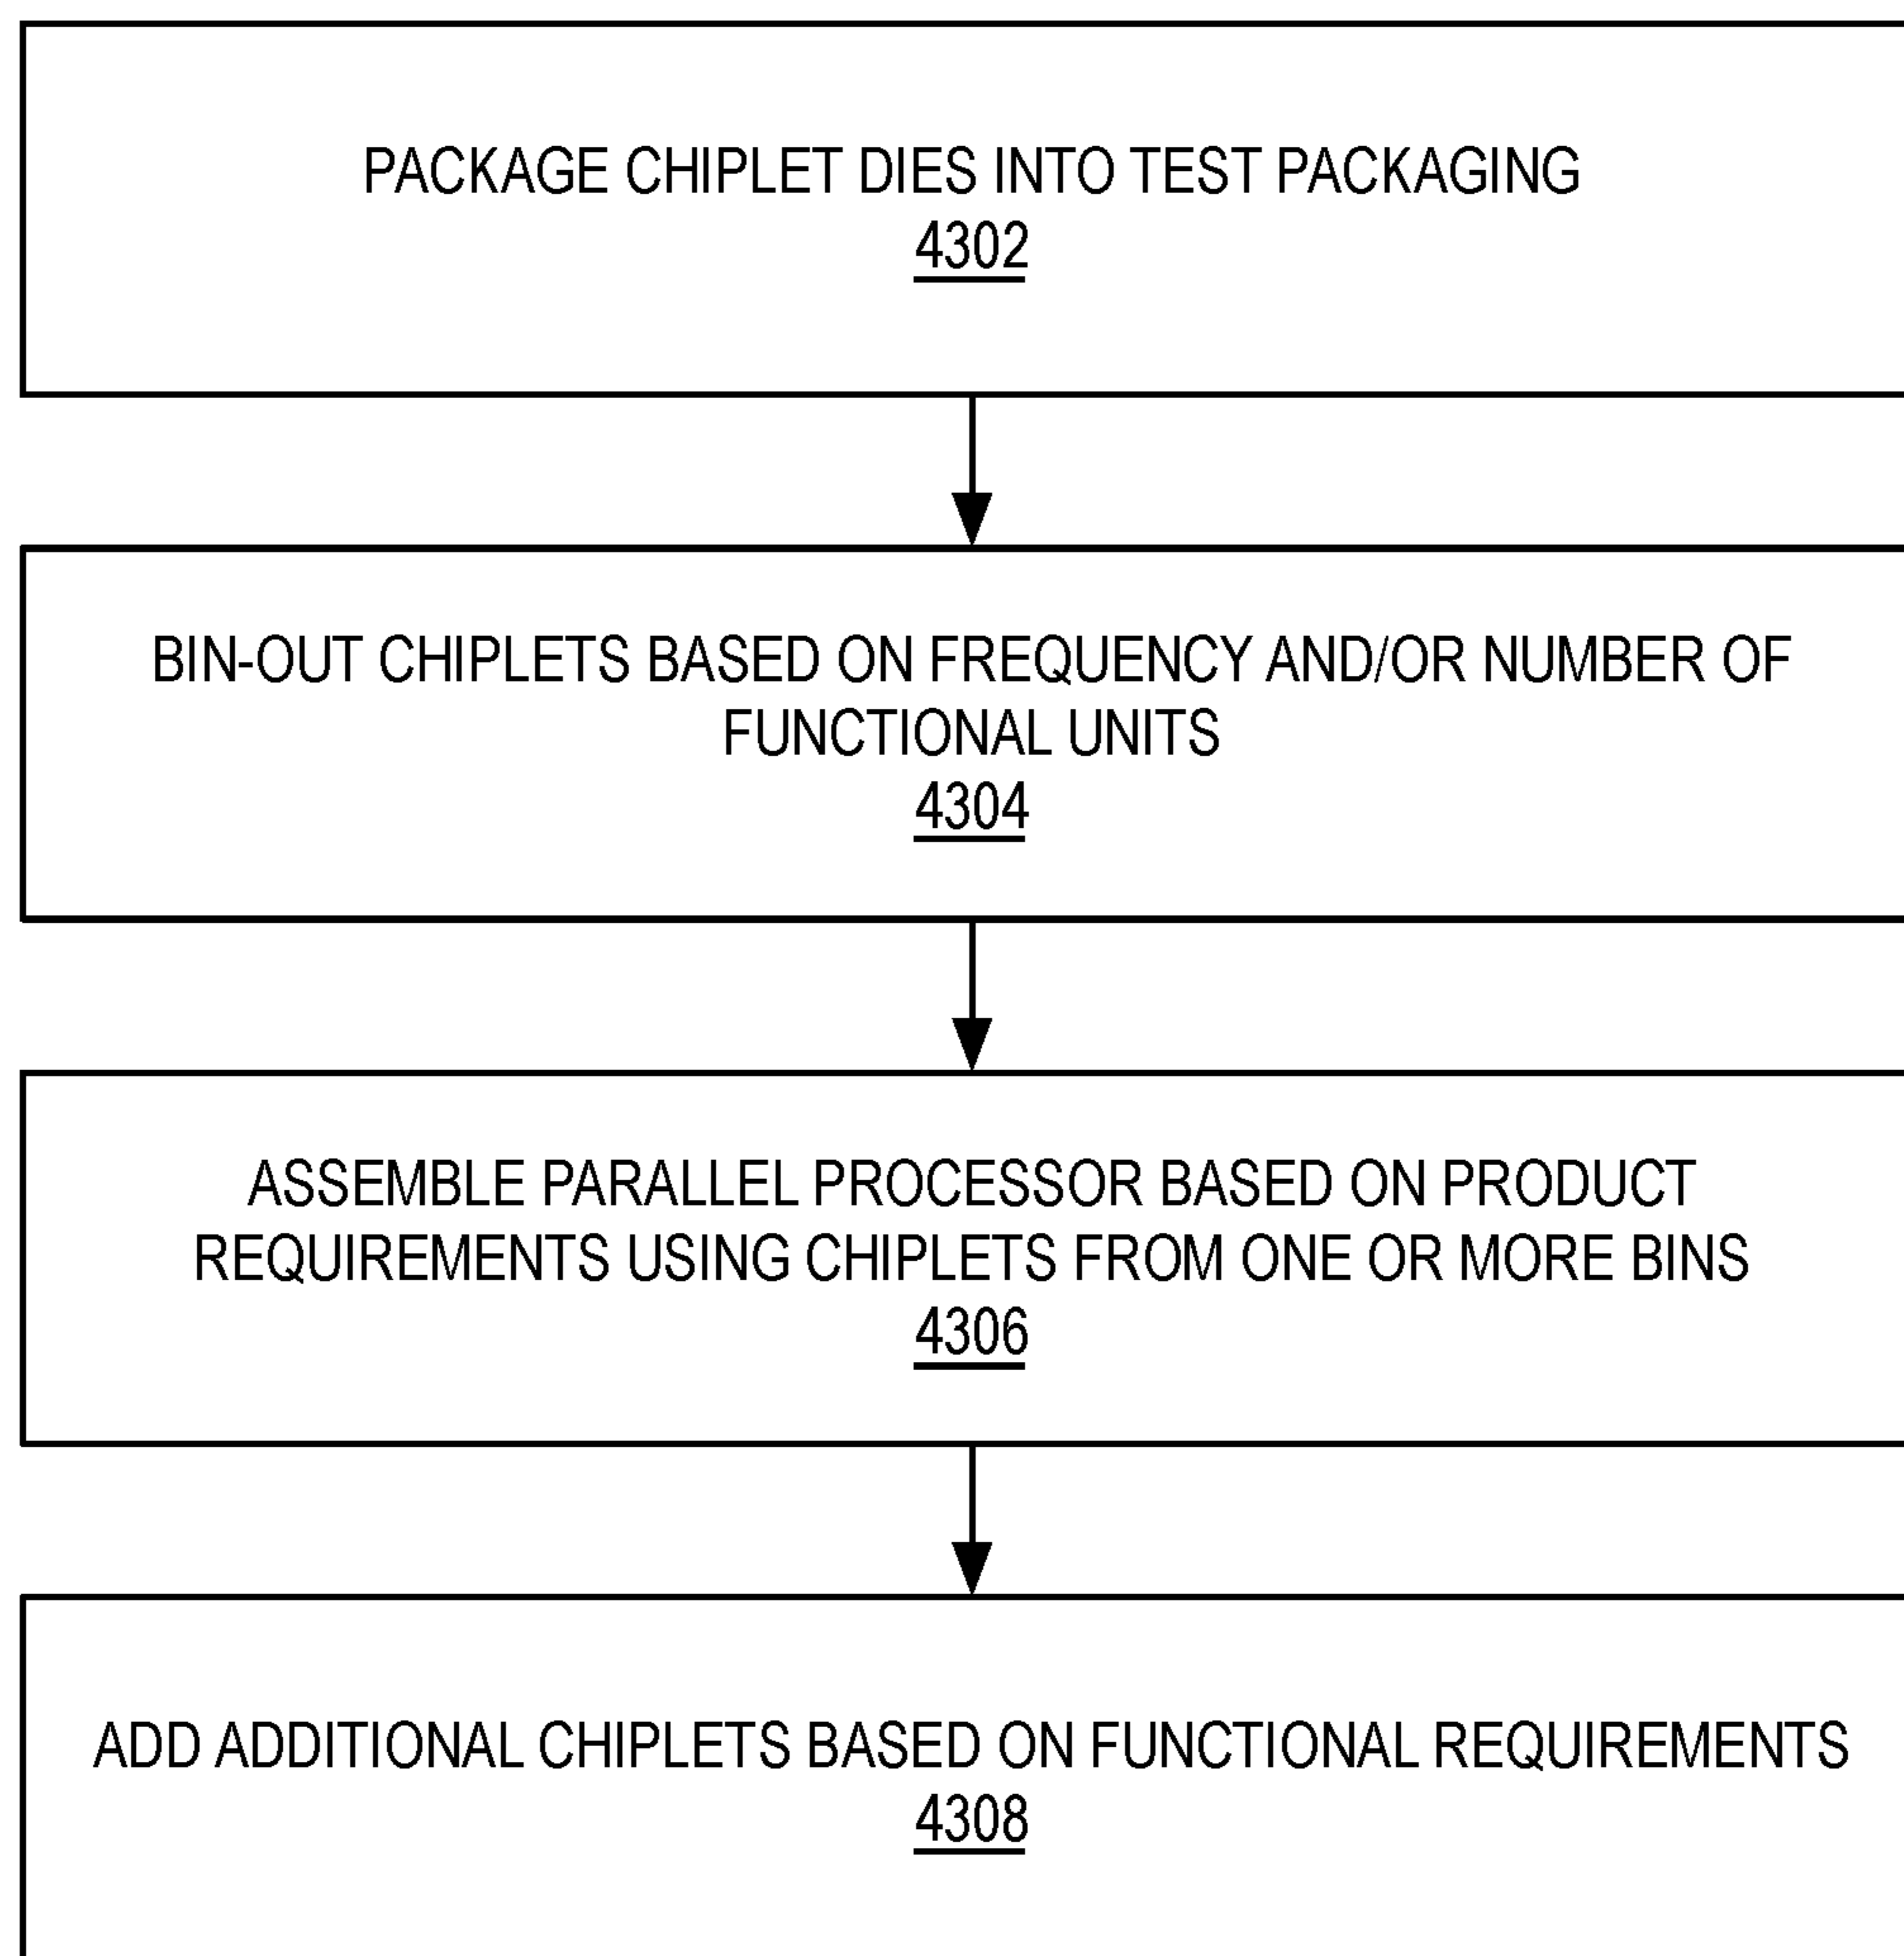 PACKAGE CHIPLET DIES INTO TEST PACKAGING
4302
BIN-OUT CHIPLETS BASED ON FREQUENCY AND/OR NUMBER OF
FUNCTIONAL UNITS
4304
ASSEMBLE PARALLEL PROCESSOR BASED ON PRODUCT
REQUIREMENTS USING CHIPLETS FROM ONE OR MORE BINS
4306
ADD ADDITIONAL CHIPLETS BASED ON FUNCTIONAL REQUIREMENTS
4308